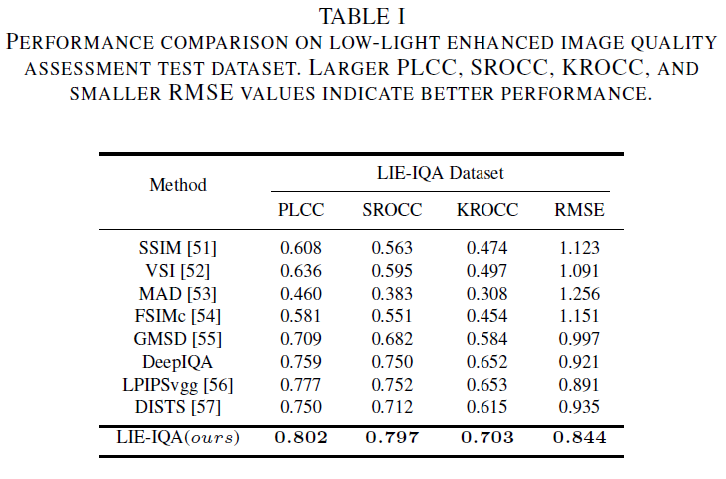 TABLE I
PERFORMANCE COMPARISON ON LOW-LIGHT ENHANCED IMAGE QUALITY
ASSESSMENT TEST DATASET. LARGER PLCC, SROCC, KROCC, AND
SMALLER RMSE VALUES INDICATE BETTER PERFORMANCE.
Method LIE-IQA Dataset
PLCC SROCC KROCC RMSE
SSIM [51] 0.608 0.563 0.474 1.123
VSI [52] 0.636 0.595 0.497 1.091
MAD [53] 0.460 0.383 0.308 1.256
FSIMc [54] 0.581 0.551 0.454 1.151
GMSD [55] 0.709 0.682 0.584 0.997
DeepIQA 0.759 0.750 0.652 0.921
LPIPSvgg [56] 0.777 0.752 0.653 0.891
DISTS [57] 0.750 0.712 0.615 0.935
LIE-IQA(ours) 0.802 0.797 0.703 0.844